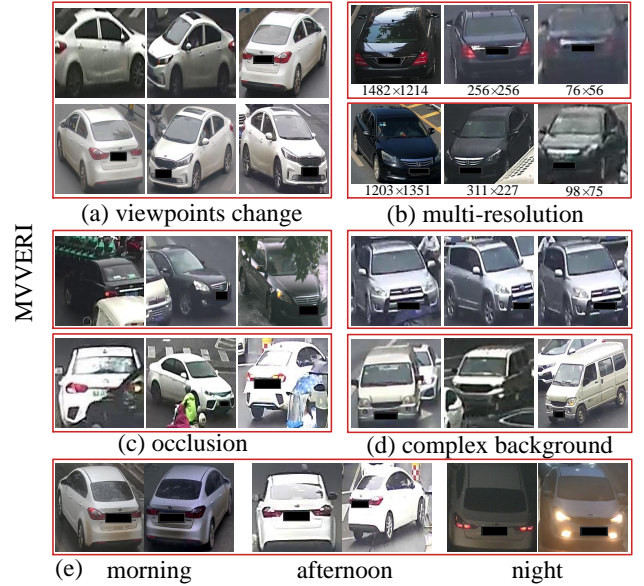 1482×1214 256×256 76×56
1203×1351 311×227 98×75
(a) viewpoints change (b) multi-resolution
MVVERI
(c) occlusion (d) complex background
(e) morning afternoon night